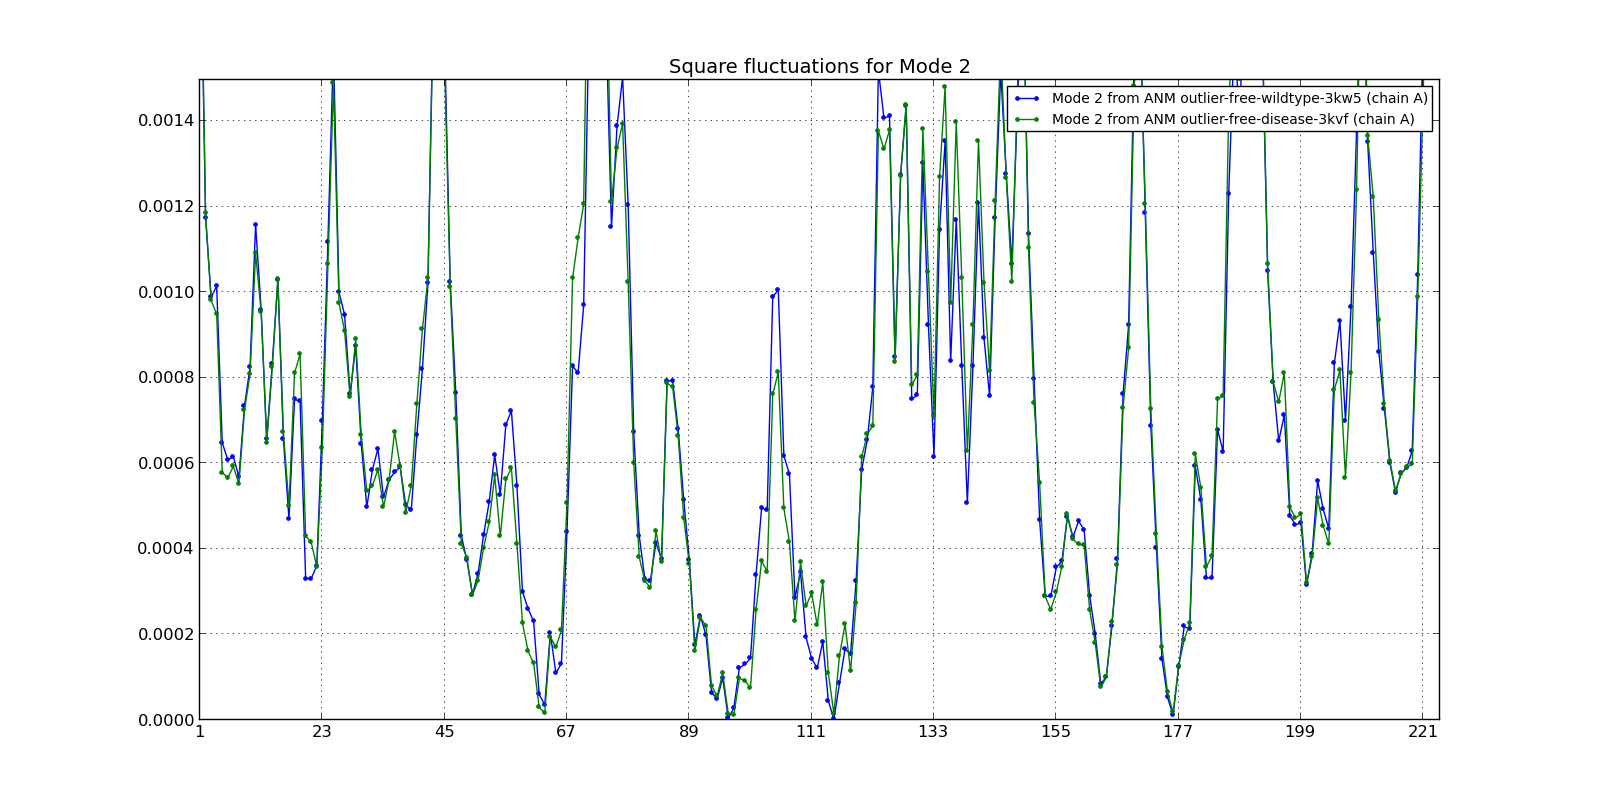 Square fluctuations for Mode 2
Mode 2 from ANM outlier-free-wildtype-3kw5 (chain A)
Mode 2 from ANM outlier-free-disease-3kvf (chain A)
0.0014
0.0012
0.0010
0.0008
0.0006
0.0004
0.0002
0.0000
1 23 45 67 89 111 133 155 177 199 221